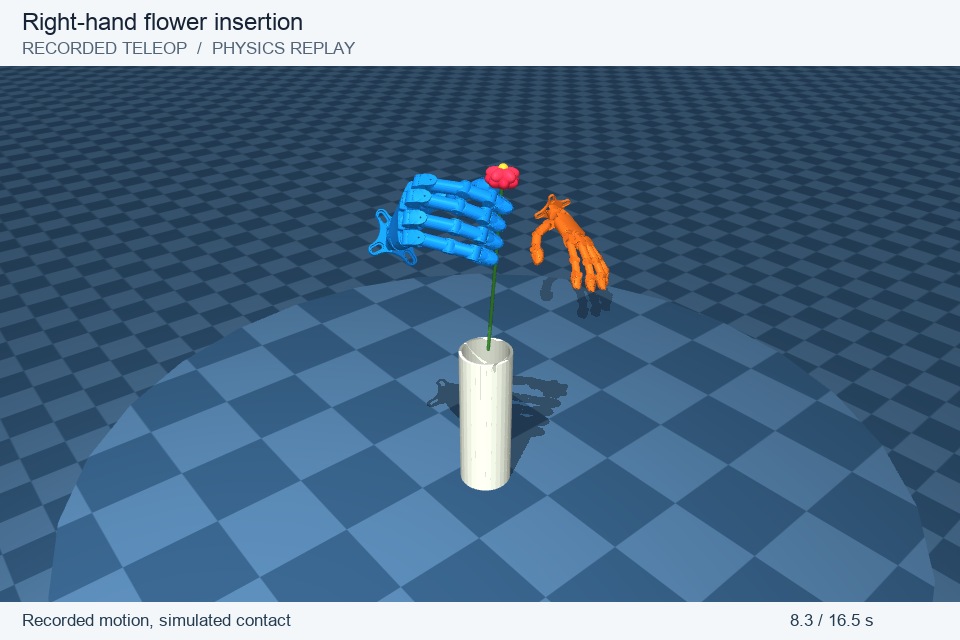 Right-hand flower insertion
RECORDED TELEOP / PHYSICS REPLAY
Recorded motion, simulated contact
8.3 / 16.5 s